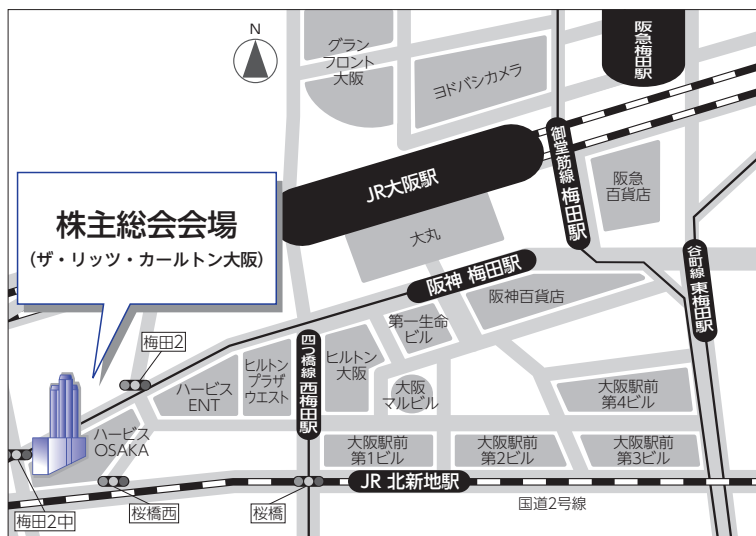 N
グラン
フロント
大阪
ヨドバシカメラ
阪急梅田駅
御堂筋線 梅田駅
阪急
百貨店
JR大阪駅
大丸
株主総会会場
(ザ・リッツ・カールトン大阪)
阪神 梅田駅
阪神百貨店
谷町線 東梅田駅
第一生命
ビル
梅田2
四つ橋線 西梅田駅
ヒルトン
プラザ
ウエスト
ヒルトン
大阪
ハービス
ENT
大阪
マルビル
大阪駅前
第4ビル
ハービス
OSAKA
大阪駅前
第1ビル
大阪駅前
第2ビル
大阪駅前
第3ビル
JR 北新地駅
国道2号線
梅田2中
桜橋西
桜橋